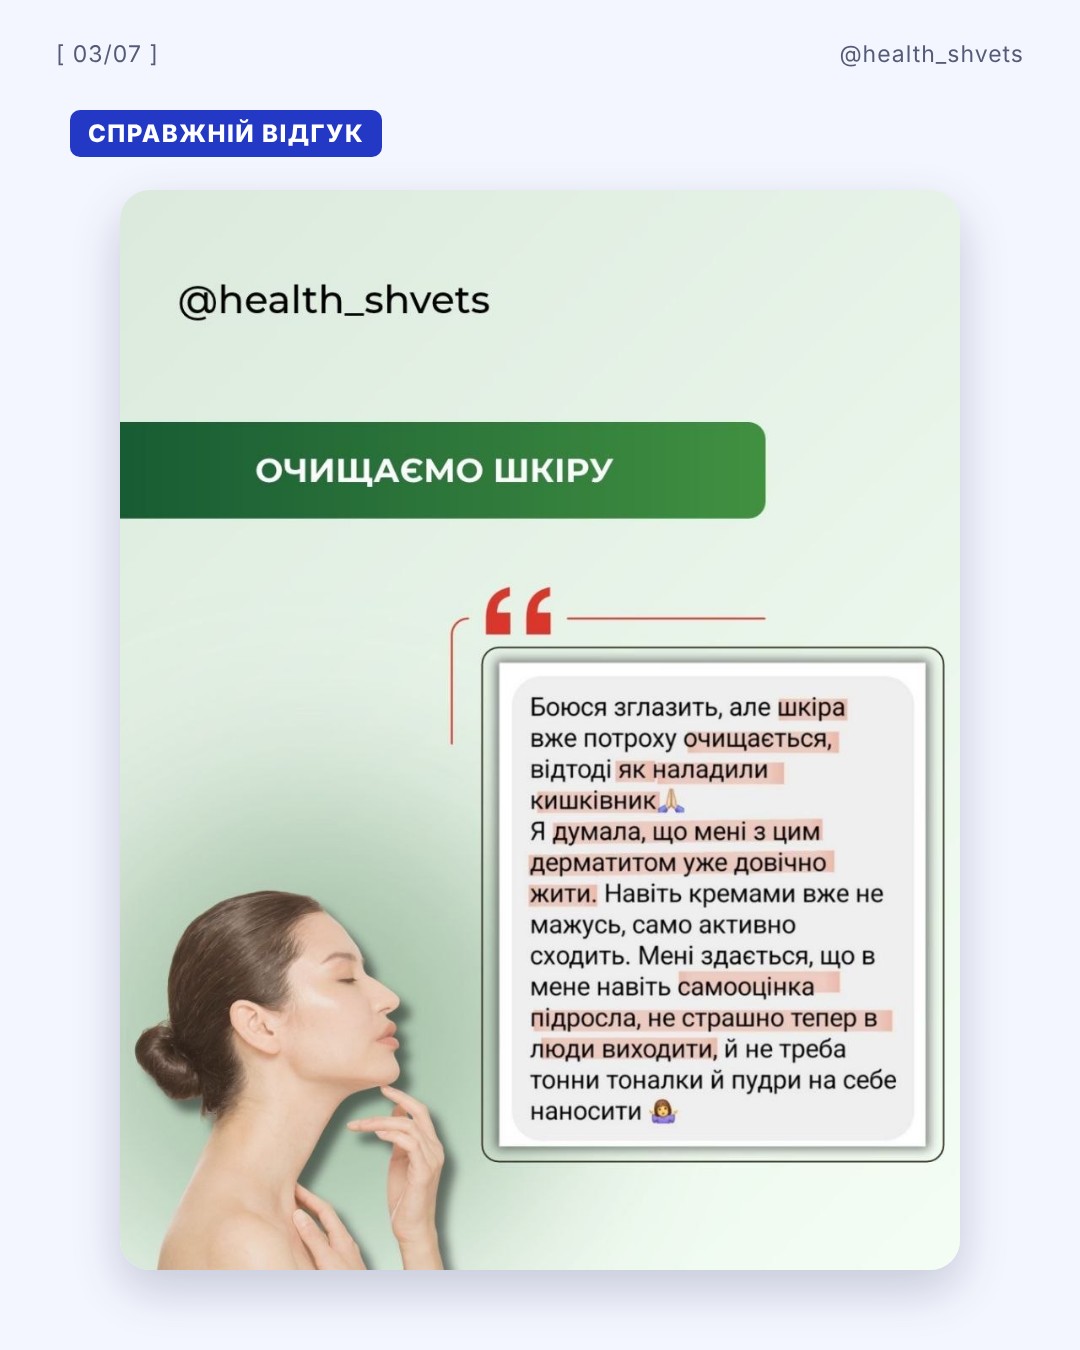 [ 03/07 ]
@health_shvets
СПРАВЖНІЙ ВІДГУК
@health_shvets
ОЧИЩАЄМО ШКІРУ
Боюся зглазить, але шкіра
вже потроху очищається,
відтоді як наладили
кишківник🙏🏼
Я думала, що мені з цим
дерматитом уже довічно
жити. Навіть кремами вже не
мажусь, само активно
сходить. Мені здається, що в
мене навіть самооцінка
підросла, не страшно тепер в
люди виходити, й не треба
тонни тоналки й пудри на себе
наносити 🤷🏽‍♀️